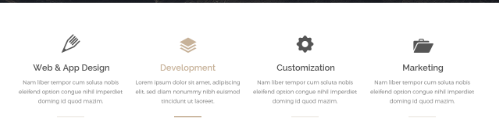 Web & App Design
Nam liber tempor cum soluta nobis
eleifend option congue nihil imperdiet
doming id quod mazim.
Development
Lorem ipsum dolor sit amet, adipiscing
elit, sed diam nonummy nibh euismod
tincidunt ut laoreet.
Customization
Nam liber tempor cum soluta nobis
eleifend option congue nihil imperdiet
doming id quod mazim.
Marketing
Nam liber tempor cum soluta nobis
eleifend option congue nihil imperdiet
doming id quod mazim.